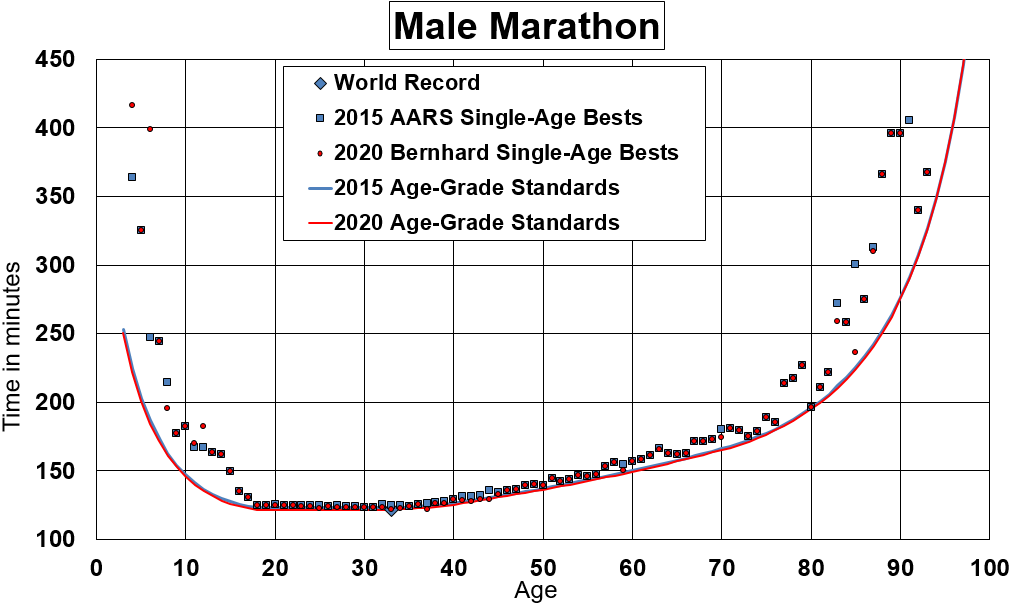 Male Marathon
World Record
2015 AARS Single-Age Bests
2020 Bernhard Single-Age Bests
2015 Age-Grade Standards
2020 Age-Grade Standards
Time in minutes
450
400
350
300
250
200
150
100
0 10 20 30 40 50 60 70 80 90 100
Age